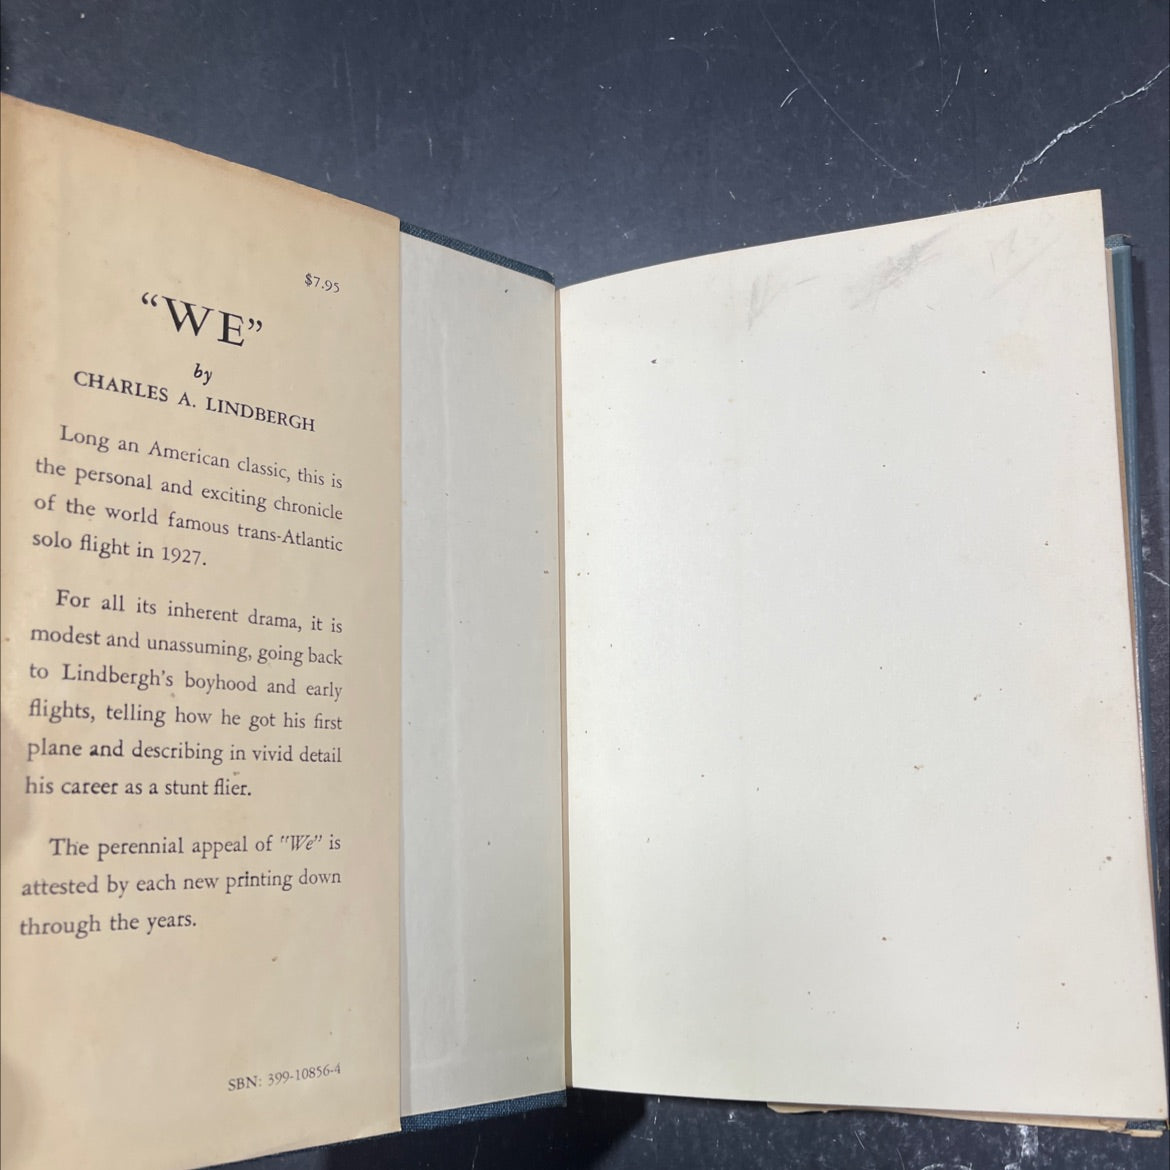 $7.95
“WE”
by
CHARLES A. LINDBERGH
Long an American classic, this is
the personal and exciting chronicle
of the world famous trans-Atlantic
solo flight in 1927.
For all its inherent drama, it is
modest and unassuming, going back
to Lindbergh's boyhood and early
flights, telling how he got his first
plane and describing in vivid detail
his career as a stunt flier.
The perennial appeal of "We" is
attested by each new printing down
through the years.
SBN: 399-10856-4